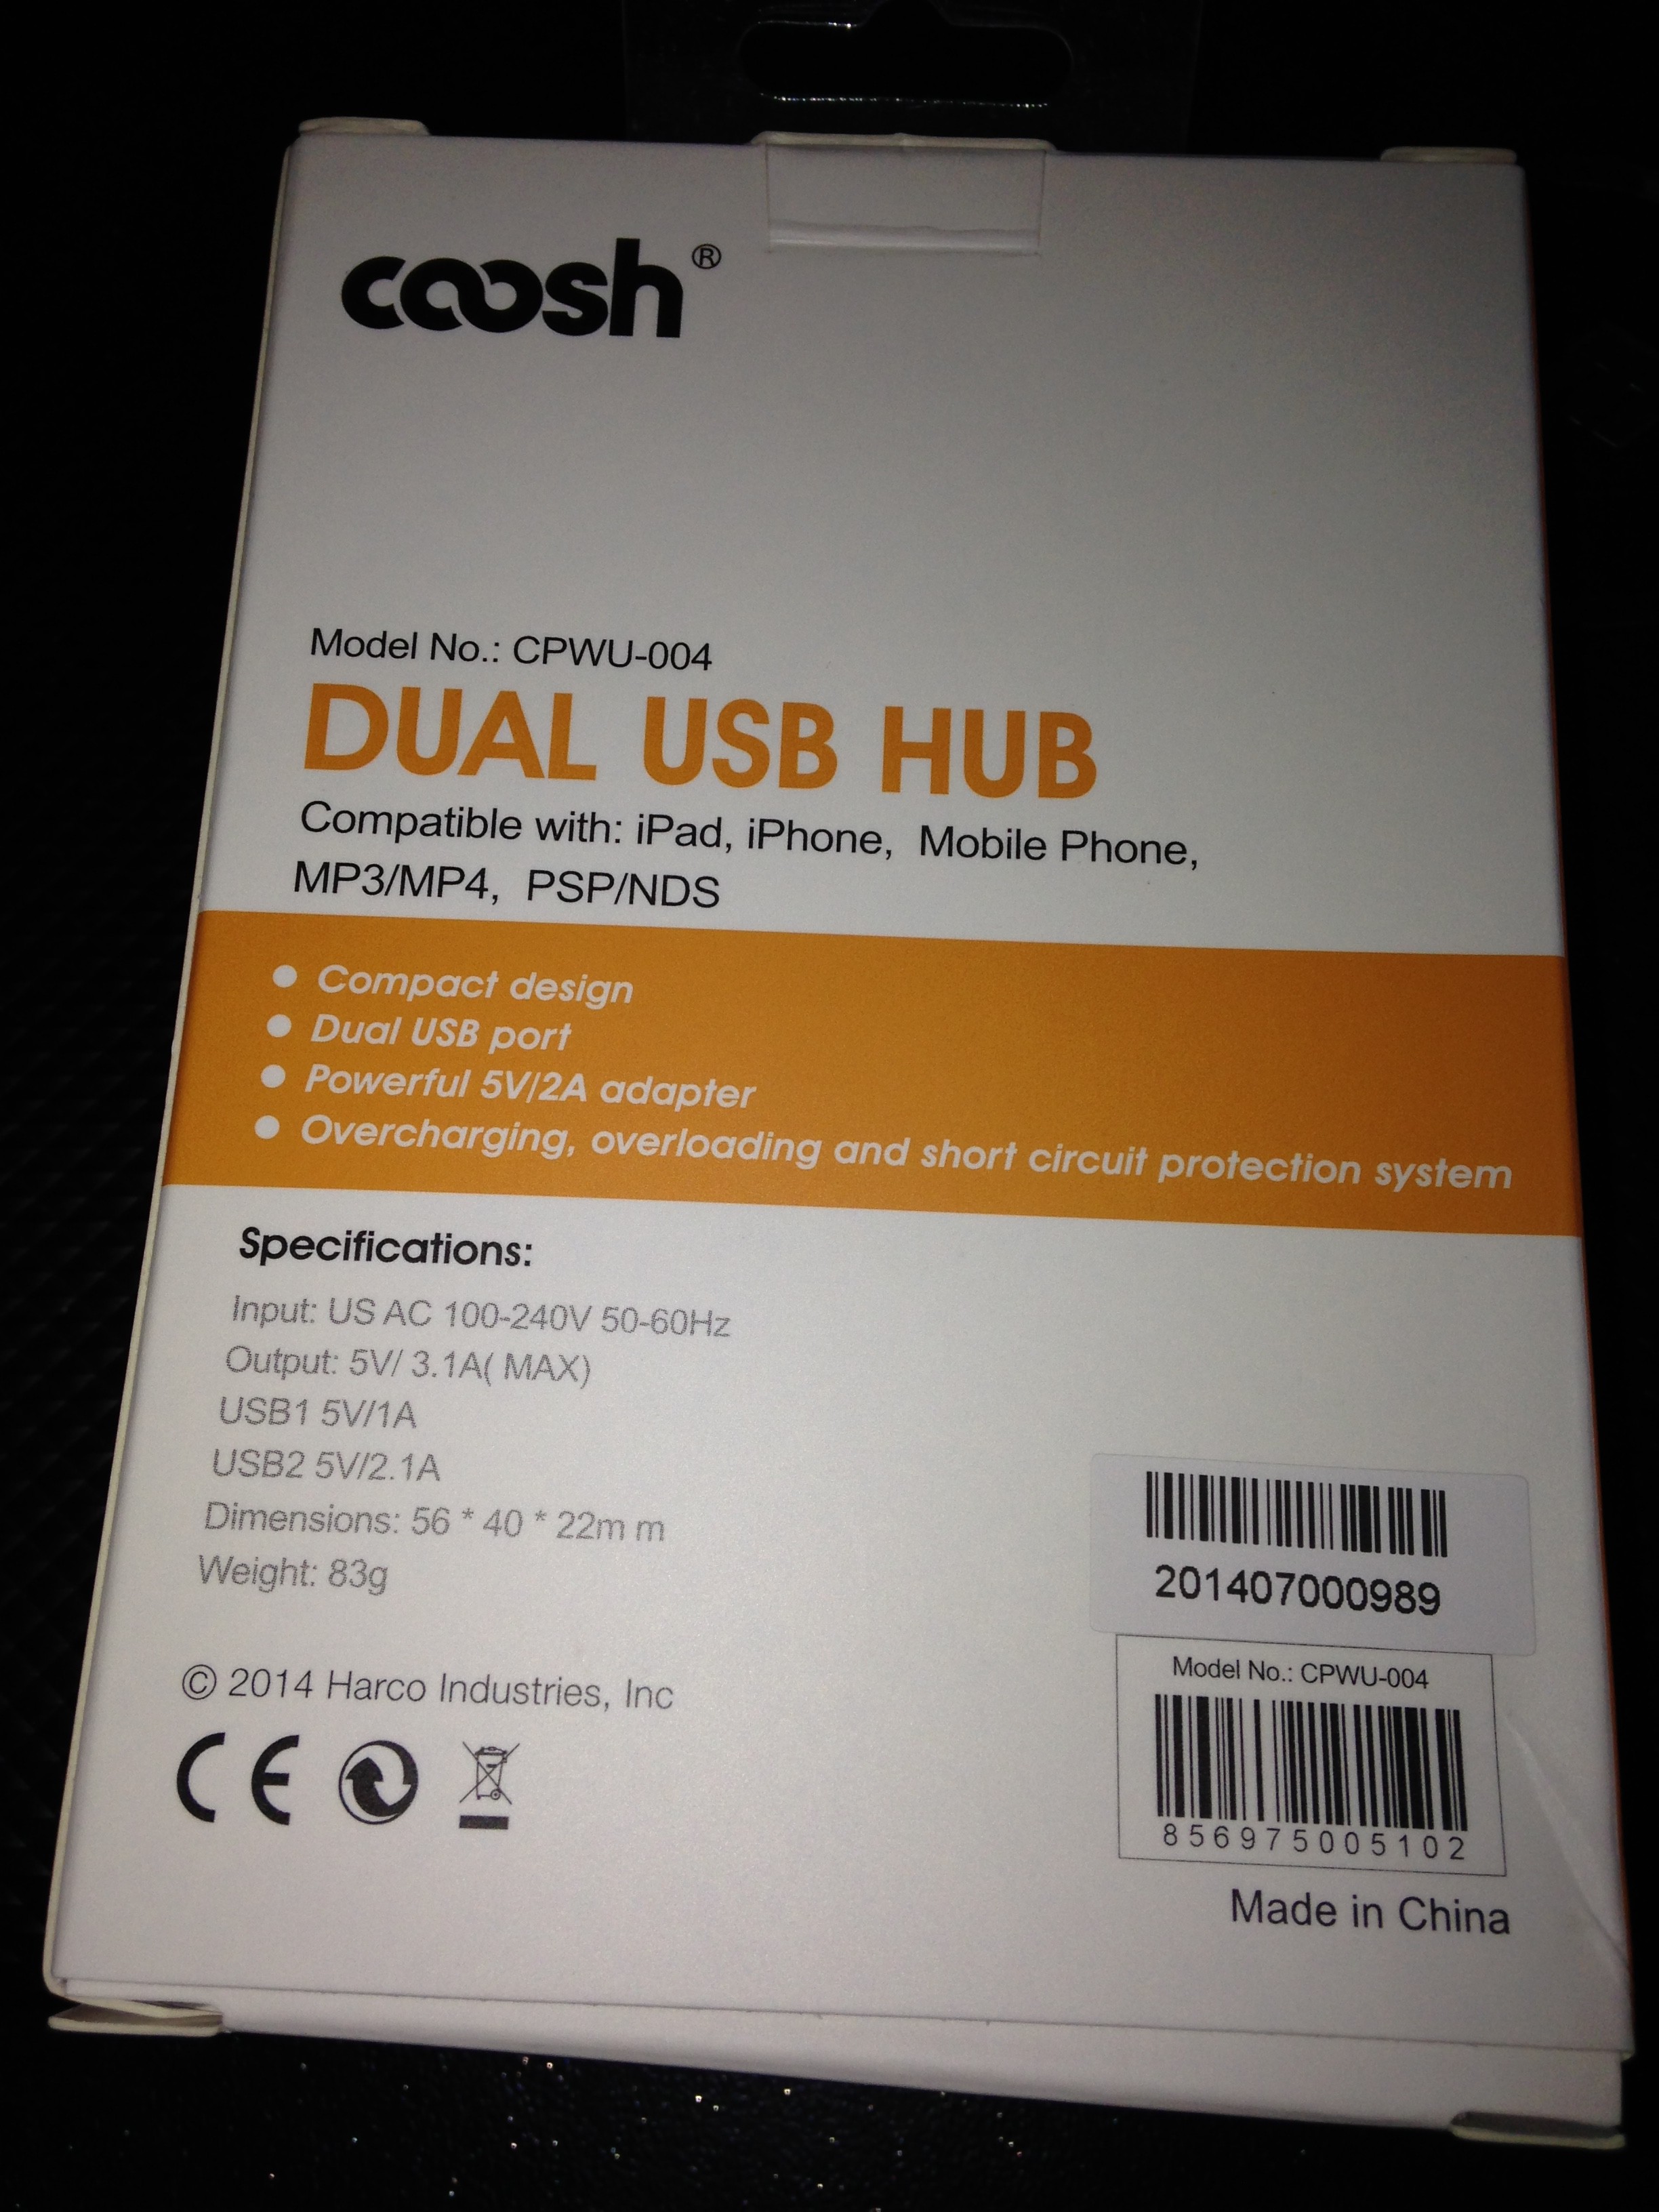 coosh®
Model No.: CPWU-004
DUAL USB HUB
Compatible with: iPad, iPhone, Mobile Phone,
MP3/MP4, PSP/NDS
• Compact design
• Dual USB port
• Powerful 5V/2A adapter
• Overcharging, overloading and short circuit protection system
Specifications:
Input: US AC 100-240V 50-60Hz
Output: 5V/ 3.1A( MAX)
USB1 5V/1A
USB2 5V/2.1A
Dimensions: 56 * 40 * 22m m
Weight: 83g
© 2014 Harco Industries, Inc
CE
201407000989
Model No.: CPWU-004
856975005102
Made in China